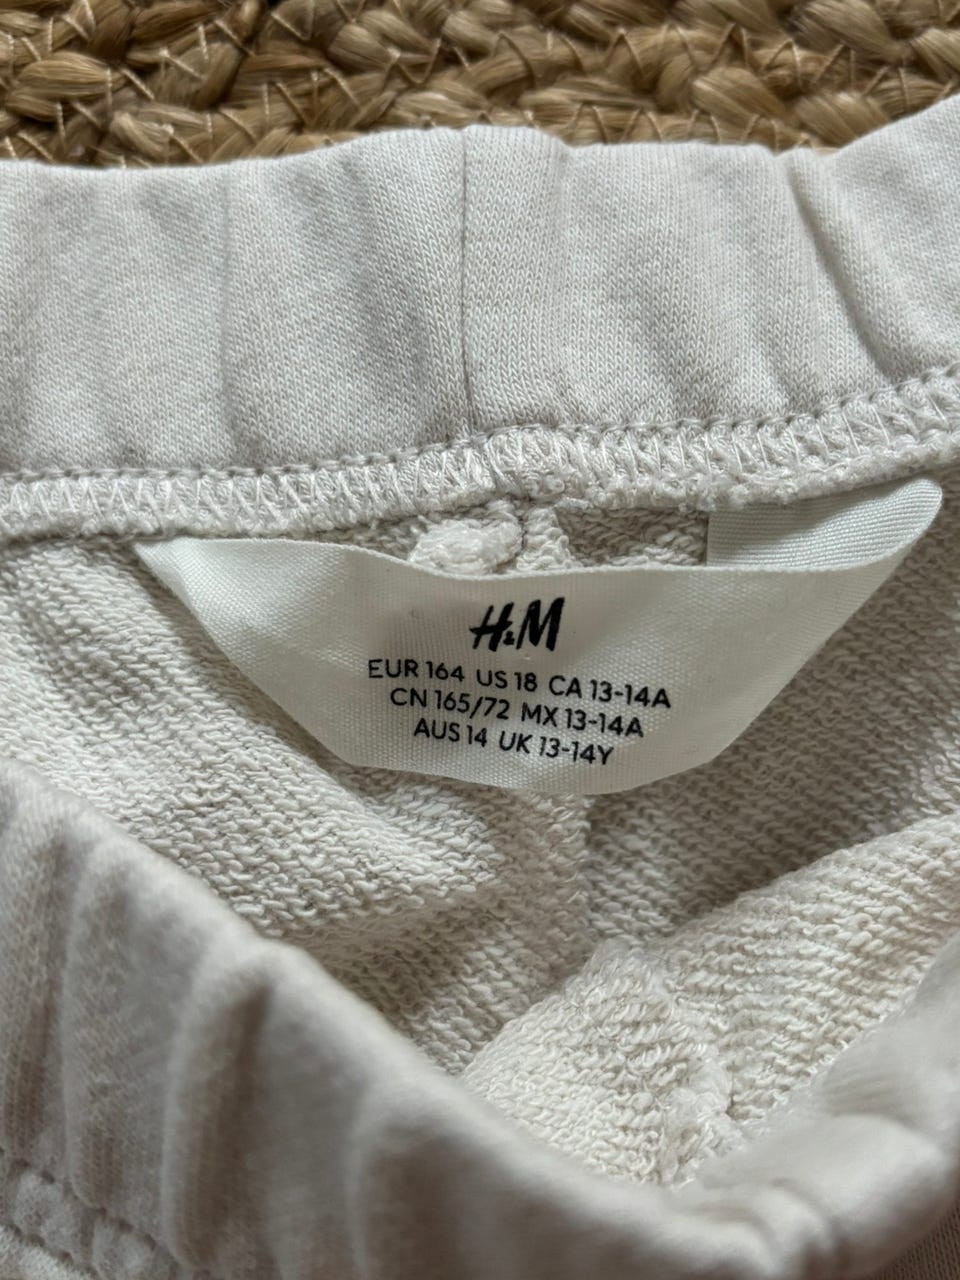 H&M
EUR 164 US 18 CA 13-14A
CN 165/72 MX 13-14A
AUS 14 UK 13-14Y